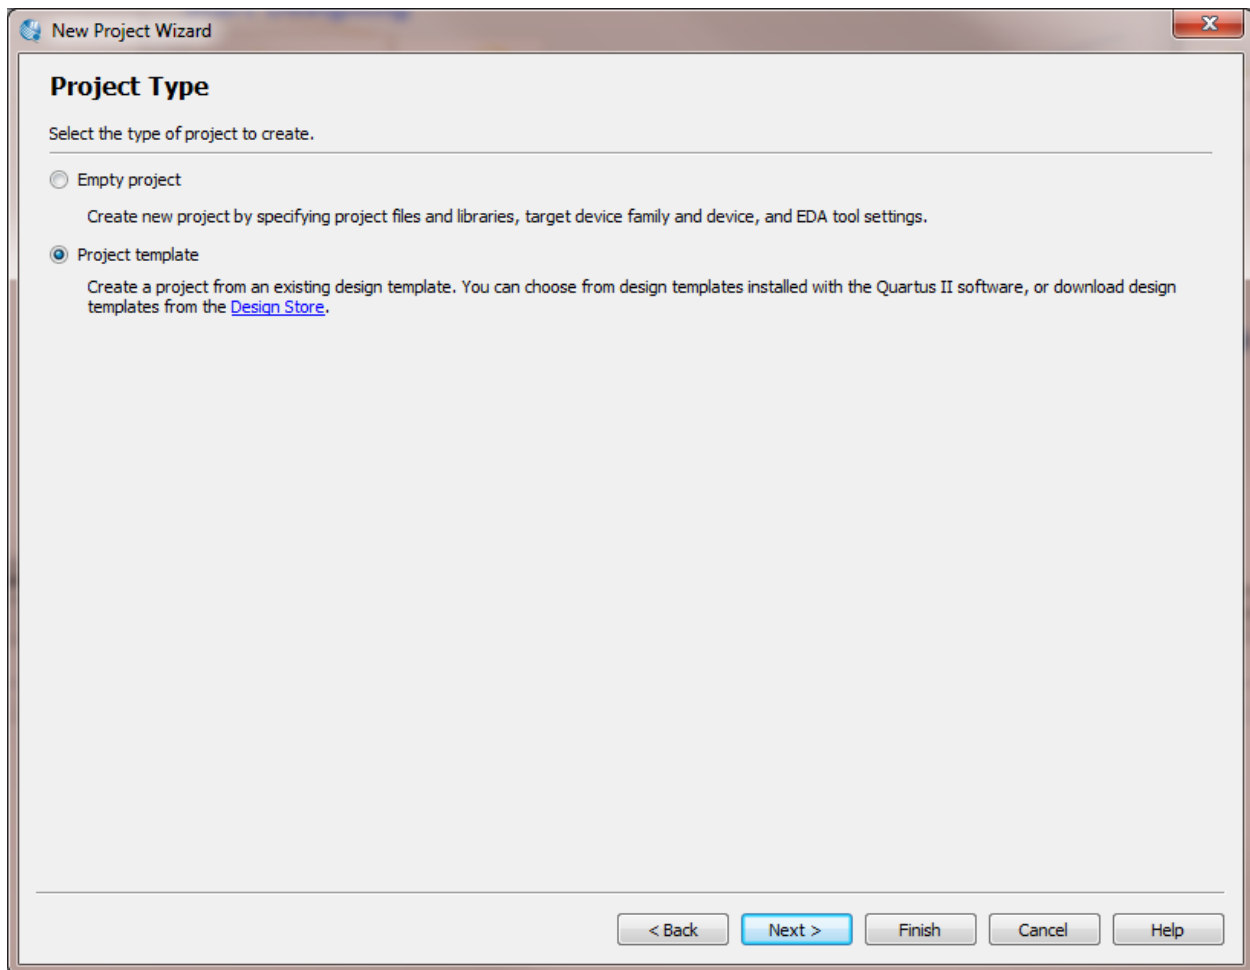 New Project Wizard
Project Type
Select the type of project to create.
Empty project
Create new project by specifying project files and libraries, target device family and device, and EDA tool settings.
Project template
Create a project from an existing design template. You can choose from design templates installed with the Quartus II software, or download design
templates from the Design Store.
< Back Next > Finish Cancel Help